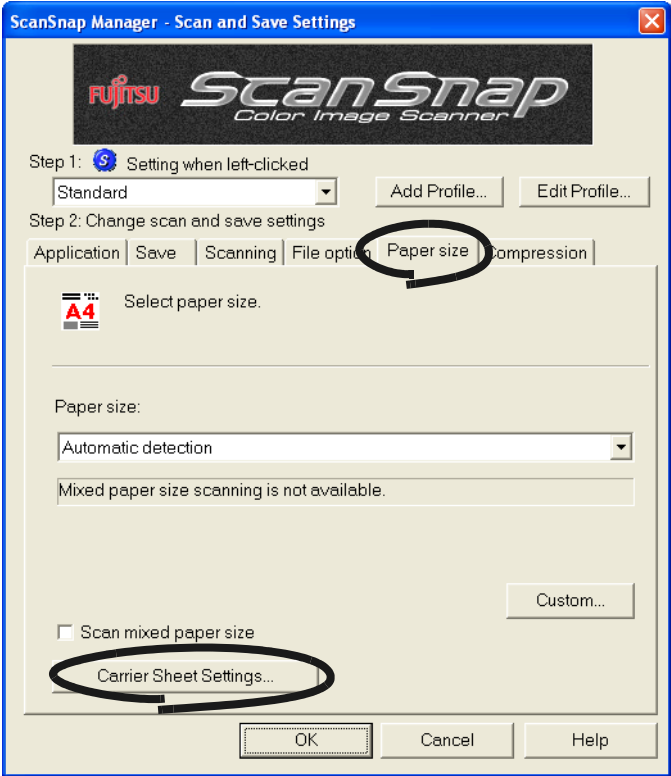 ScanSnap Manager - Scan and Save Settings
FUJITSU ScanSnap
Color Image Scanner
Step 1: S Setting when left-clicked
Standard Add Profile... Edit Profile...
Step 2: Change scan and save settings
Application Save Scanning File option Paper size Compression
A4 Select paper size.
Paper size:
Automatic detection
Mixed paper size scanning is not available.
Custom...
Scan mixed paper size
Carrier Sheet Settings...
OK Cancel Help